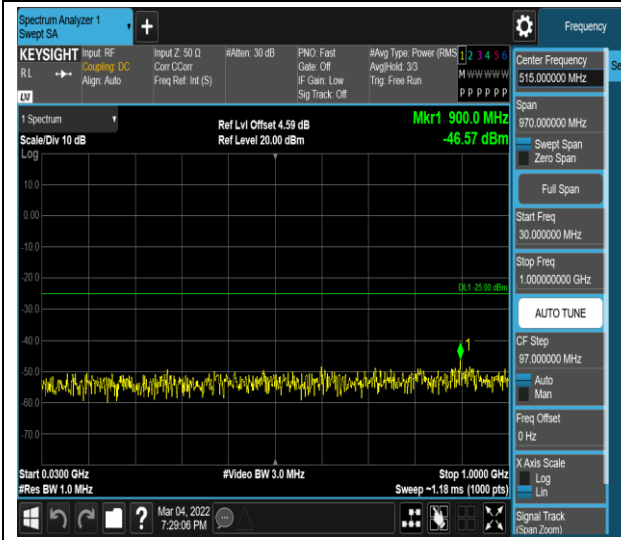 Spectrum Analyzer 1
Swept SA
Frequency
KEYSIGHT
RL
LXI
Input: RF
Coupling: DC
Align: Auto
Input Z: 50 Ω
Corr CCorr
Freq Ref: Int (S)
#Atten: 30 dB
PNO: Fast
Gate: Off
IF Gain: Low
Sig Track: Off
#Avg Type: Power (RMS
Avg|Hold: 3/3
Trig: Free Run
1 2 3 4 5 6
M W W W W W
P P P P P P
1 Spectrum
Scale/Div 10 dB
Ref Lvl Offset 4.59 dB
Ref Level 20.00 dBm
Mkr1 900.0 MHz
-46.57 dBm
Log
10.0
0.00
-10.0
-20.0
DL1 -25.00 dBm
-30.0
-40.0
1
-50.0
-60.0
-70.0
Start 0.0300 GHz
#Res BW 1.0 MHz
#Video BW 3.0 MHz
Stop 1.0000 GHz
Sweep ~1.18 ms (1000 pts)
?
Mar 04, 2022
7:29:06 PM
Center Frequency
515.000000 MHz
Se
Span
970.000000 MHz
Swept Span
Zero Span
Full Span
Start Freq
30.000000 MHz
Stop Freq
1.000000000 GHz
AUTO TUNE
CF Step
97.000000 MHz
Auto
Man
Freq Offset
0 Hz
X Axis Scale
Log
Lin
Signal Track
(Span Zoom)